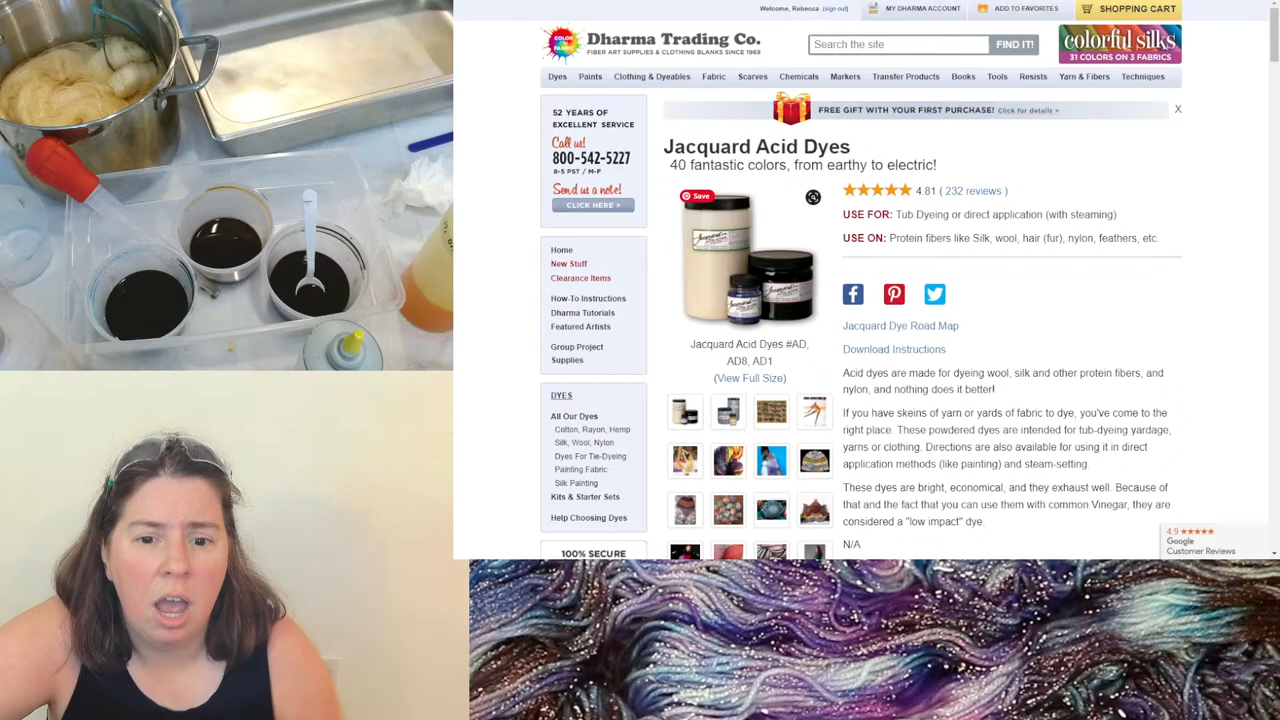 Welcome, Rebecca (sign out)
MY DHARMA ACCOUNT
ADD TO FAVORITES
SHOPPING CART
COLOR ON FABRIC
Dharma Trading Co.
FIBER ART SUPPLIES & CLOTHING BLANKS SINCE 1969
Search the site
FIND IT!
colorful silks
31 COLORS ON 3 FABRICS
Dyes Paints Clothing & Dyeables Fabric Scarves Chemicals Markers Transfer Products Books Tools Resists Yarn & Fibers Techniques
52 YEARS OF
EXCELLENT SERVICE
Call us!
800-542-5227
8-5 PST / M-F
Send us a note!
CLICK HERE >
Home
New Stuff
Clearance Items
How-To Instructions
Dharma Tutorials
Featured Artists
Group Project
Supplies
DYES
All Our Dyes
Cotton, Rayon, Hemp
Silk, Wool, Nylon
Dyes For Tie-Dyeing
Painting Fabric
Silk Painting
Kits & Starter Sets
Help Choosing Dyes
100% SECURE
FREE GIFT WITH YOUR FIRST PURCHASE! Click for details >
X
Jacquard Acid Dyes
40 fantastic colors, from earthy to electric!
Save
Jacquard
Jacquard
Jacquard
Jacquard Acid Dyes #AD,
AD8, AD1
(View Full Size)
4.81 ( 232 reviews )
USE FOR: Tub Dyeing or direct application (with steaming)
USE ON: Protein fibers like Silk, wool, hair (fur), nylon, feathers, etc.
Jacquard Dye Road Map
Download Instructions
Acid dyes are made for dyeing wool, silk and other protein fibers, and
nylon, and nothing does it better!
If you have skeins of yarn or yards of fabric to dye, you've come to the
right place. These powdered dyes are intended for tub-dyeing yardage,
yarns or clothing. Directions are also available for using it in direct
application methods (like painting) and steam-setting.
These dyes are bright, economical, and they exhaust well. Because of
that and the fact that you can use them with common Vinegar, they are
considered a "low impact" dye.
N/A
4.9
Google
Customer Reviews